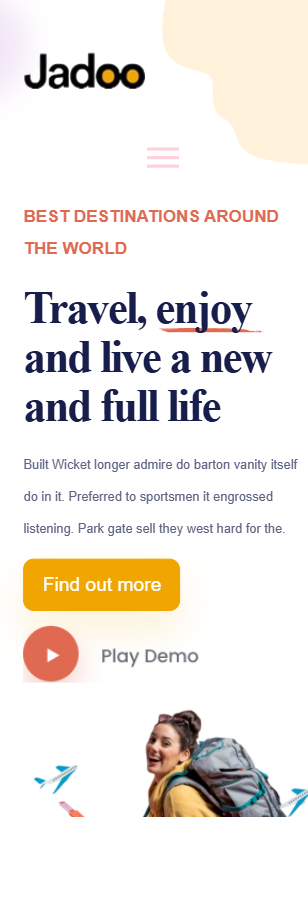 Jadoo
BEST DESTINATIONS AROUND
THE WORLD
Travel, enjoy
and live a new
and full life
Built Wicket longer admire do barton vanity itself
do in it. Preferred to sportsmen it engrossed
listening. Park gate sell they west hard for the.
Find out more
Play Demo